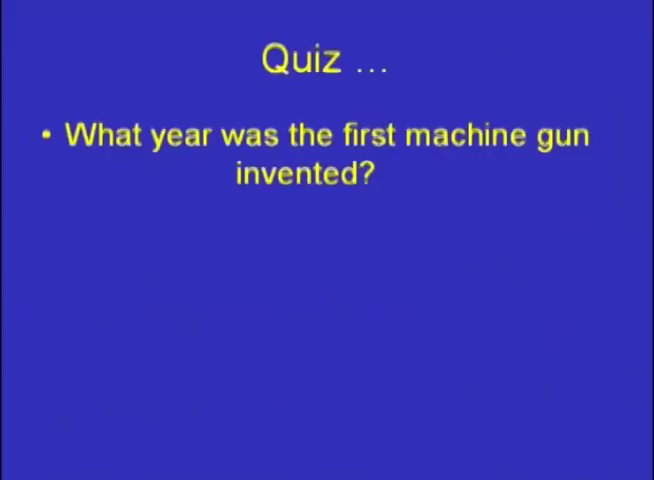 Quiz ...
• What year was the first machine gun
invented?